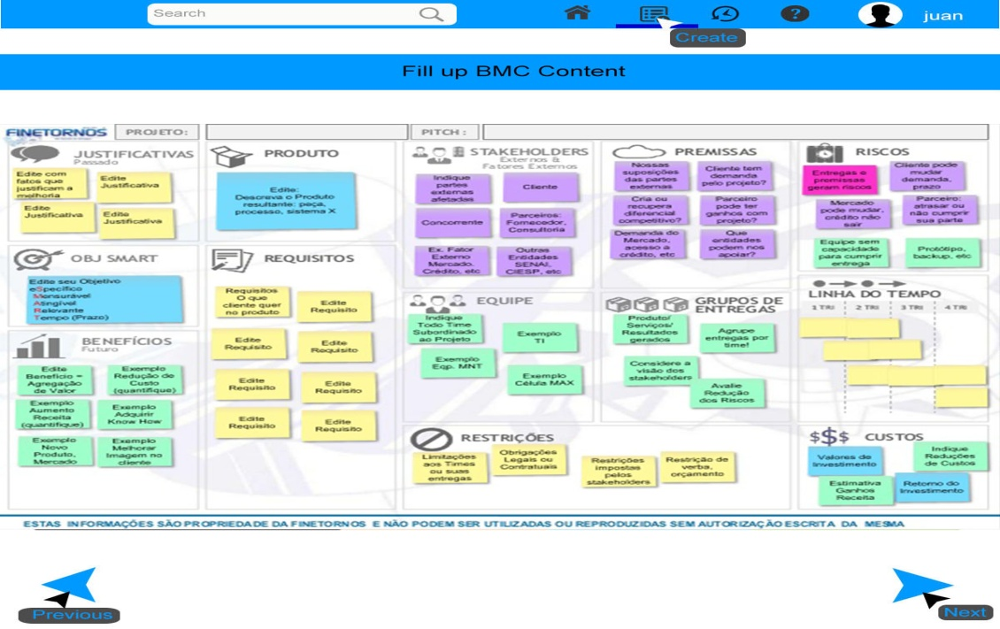 Search
juan
Create
Fill up BMC Content
FINETORNOS
PROJETO:
PITCH :
JUSTIFICATIVAS
Passado
Edite com
fatos que
justificam a
melhoria
Edite
Justificativa
Edite
Justificativa
Edite
Justificativa
OBJ SMART
Edite seu Objetivo
eSpecífico
Mensurável
Atingível
Relevante
Tempo (Prazo)
BENEFÍCIOS
Futuro
Edite
Benefício =
Agregação
de Valor
Exemplo
Redução de
Custo
(quantifique)
Exemplo
Aumento
Receita
(quantifique)
Exemplo
Adquirir
Know How
Exemplo
Novo
Produto,
Mercado
Exemplo
Melhorar
Imagem no
cliente
PRODUTO
Edite:
Descreva o Produto
resultante: peça,
processo, sistema X
REQUISITOS
Requisitos
O que
cliente quer
no produto
Edite
Requisito
Edite
Requisito
Edite
Requisito
Edite
Requisito
Edite
Requisito
Edite
Requisito
Edite
Requisito
STAKEHOLDERS
Externos &
Fatores Externos
Indique
partes
externas
afetadas
Cliente
Concorrente
Parceiros:
Fornecedor,
Consultoria
Ex. Fator
Externo
Mercado.
Crédito, etc
Outras
Entidades
SENAI,
CIESP, etc
EQUIPE
Indique
Todo Time
Subordinado
ao Projeto
Exemplo
TI
Exemplo
Eqp. MNT
Exemplo
Célula MAX
PREMISSAS
Nossas
suposições
das partes
externas
Cliente tem
demanda
pelo projeto?
Cria ou
recupera
diferencial
competitivo?
Parceiro
pode ter
ganhos com
projeto?
Demanda do
Mercado,
acesso a
crédito, etc
Que
entidades
podem nos
apoiar?
GRUPOS DE
ENTREGAS
Produto/
Serviços/
Resultados
gerados
Agrupe
entregas por
time!
Considere a
visão dos
stakeholders
Avalie
Redução
dos Riscos
RESTRIÇÕES
Limitações
aos Times
ou suas
entregas
Obrigações
Legais ou
Contratuais
Restrições
impostas
pelos
stakeholders
Restrição de
verba,
orçamento
RISCOS
Entregas e
premissas
geram riscos
Cliente pode
mudar
demanda,
prazo
Mercado
pode mudar,
crédito não
sair
Parceiro:
atrasar ou
não cumprir
sua parte
Equipe sem
capacidade
para cumprir
entrega
Protótipo,
backup, etc
LINHA DO TEMPO
1 TRI 2 TRI 3 TRI 4 TRI
$$$ CUSTOS
Valores de
Investimento
Indique
Reduções
de Custos
Estimativa
Ganhos
Receita
Retorno do
Investimento
ESTAS INFORMAÇÕES SÃO PROPRIEDADE DA FINETORNOS E NÃO PODEM SER UTILIZADAS OU REPRODUZIDAS SEM AUTORIZAÇÃO ESCRITA DA MESMA
Previous
Next